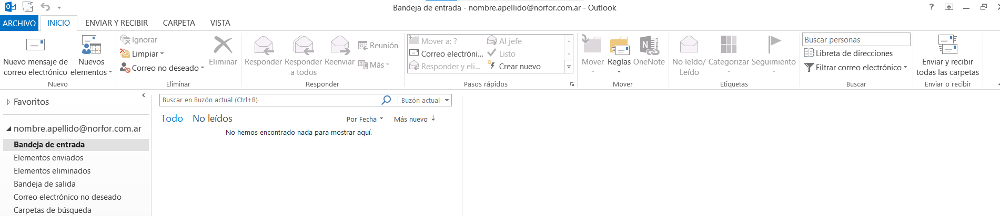 Bandeja de entrada - nombre.apellido@norfor.com.ar - Outlook
?
ARCHIVO INICIO ENVIAR Y RECIBIR CARPETA VISTA
Nuevo mensaje de
correo electrónico
Nuevos
elementos
Nuevo
Ignorar
Limpiar
Correo no deseado
Eliminar
Eliminar
Responder
Responder
a todos
Reenviar
Reunión
Más
Responder
Mover a: ?
Correo electróni...
Responder y eli...
Al jefe
Listo
Crear nuevo
Pasos rápidos
Mover
Reglas
OneNote
Mover
No leído/
Leído
Categorizar
Seguimiento
Etiquetas
Buscar personas
Libreta de direcciones
Filtrar correo electrónico
Buscar
Enviar y recibir
todas las carpetas
Enviar o recibir
Favoritos
nombre.apellido@norfor.com.ar
Bandeja de entrada
Elementos enviados
Elementos eliminados
Bandeja de salida
Correo electrónico no deseado
Carpetas de búsqueda
Buscar en Buzón actual (Ctrl+B)
Buzón actual
Todo No leídos
Por Fecha Más nuevo
No hemos encontrado nada para mostrar aquí.